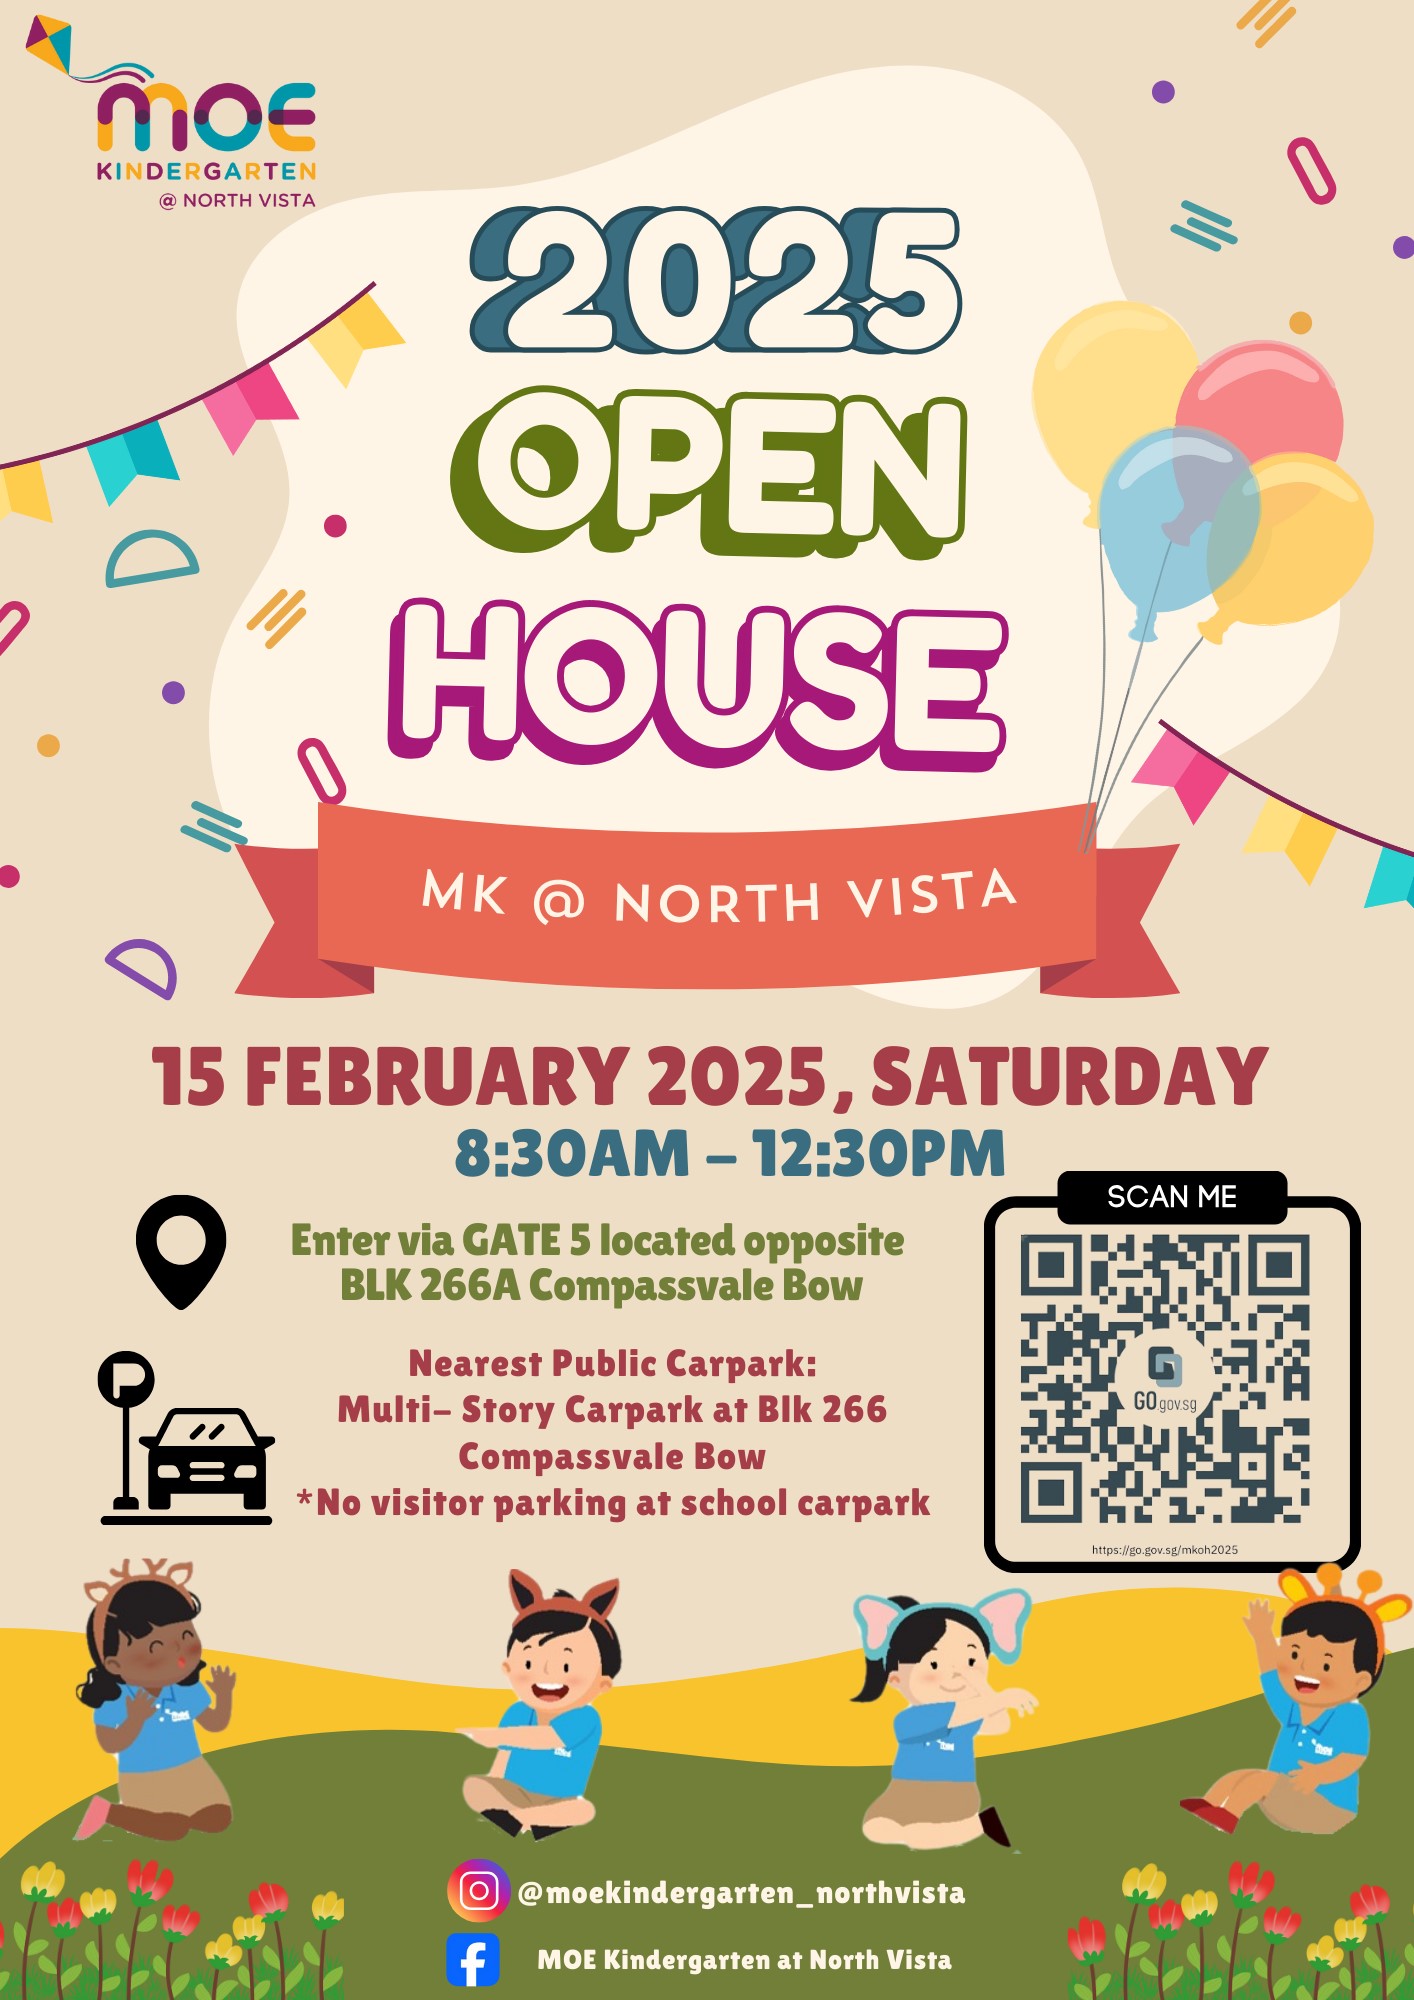 moe
KINDERGARTEN
@ NORTH VISTA
2025
OPEN
HOUSE
MK @ NORTH VISTA
15 FEBRUARY 2025, SATURDAY
8:30AM – 12:30PM
Enter via GATE 5 located opposite
BLK 266A Compassvale Bow
P
Nearest Public Carpark:
Multi– Story Carpark at Blk 266
Compassvale Bow
*No visitor parking at school carpark
SCAN ME
GO.gov.sg
https://go.gov.sg/mkoh2025
@moekindergarten_northvista
MOE Kindergarten at North Vista